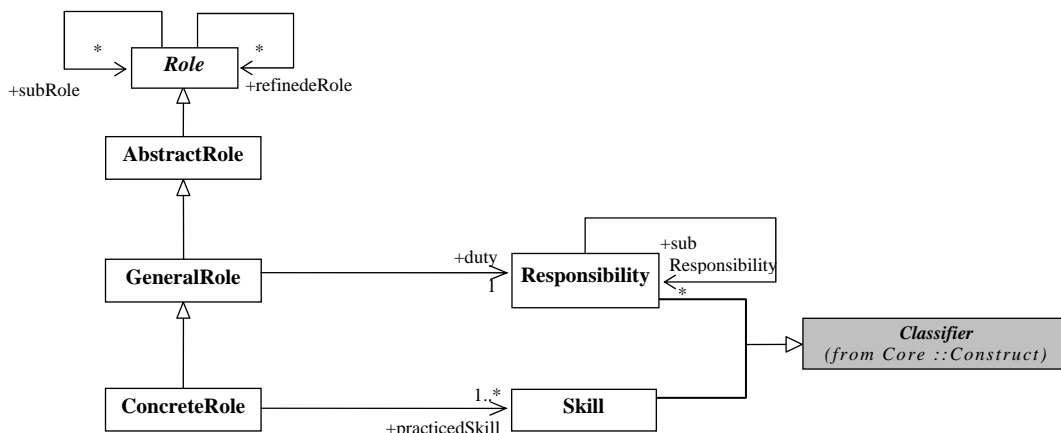 *
Role
*
+subRole
+refinedeRole
AbstractRole
+sub
+duty
Responsibility
GeneralRole
Responsibility
1
*
Classifier
(from Core ::Construct)
1..*
ConcreteRole
Skill
+practicedSkill